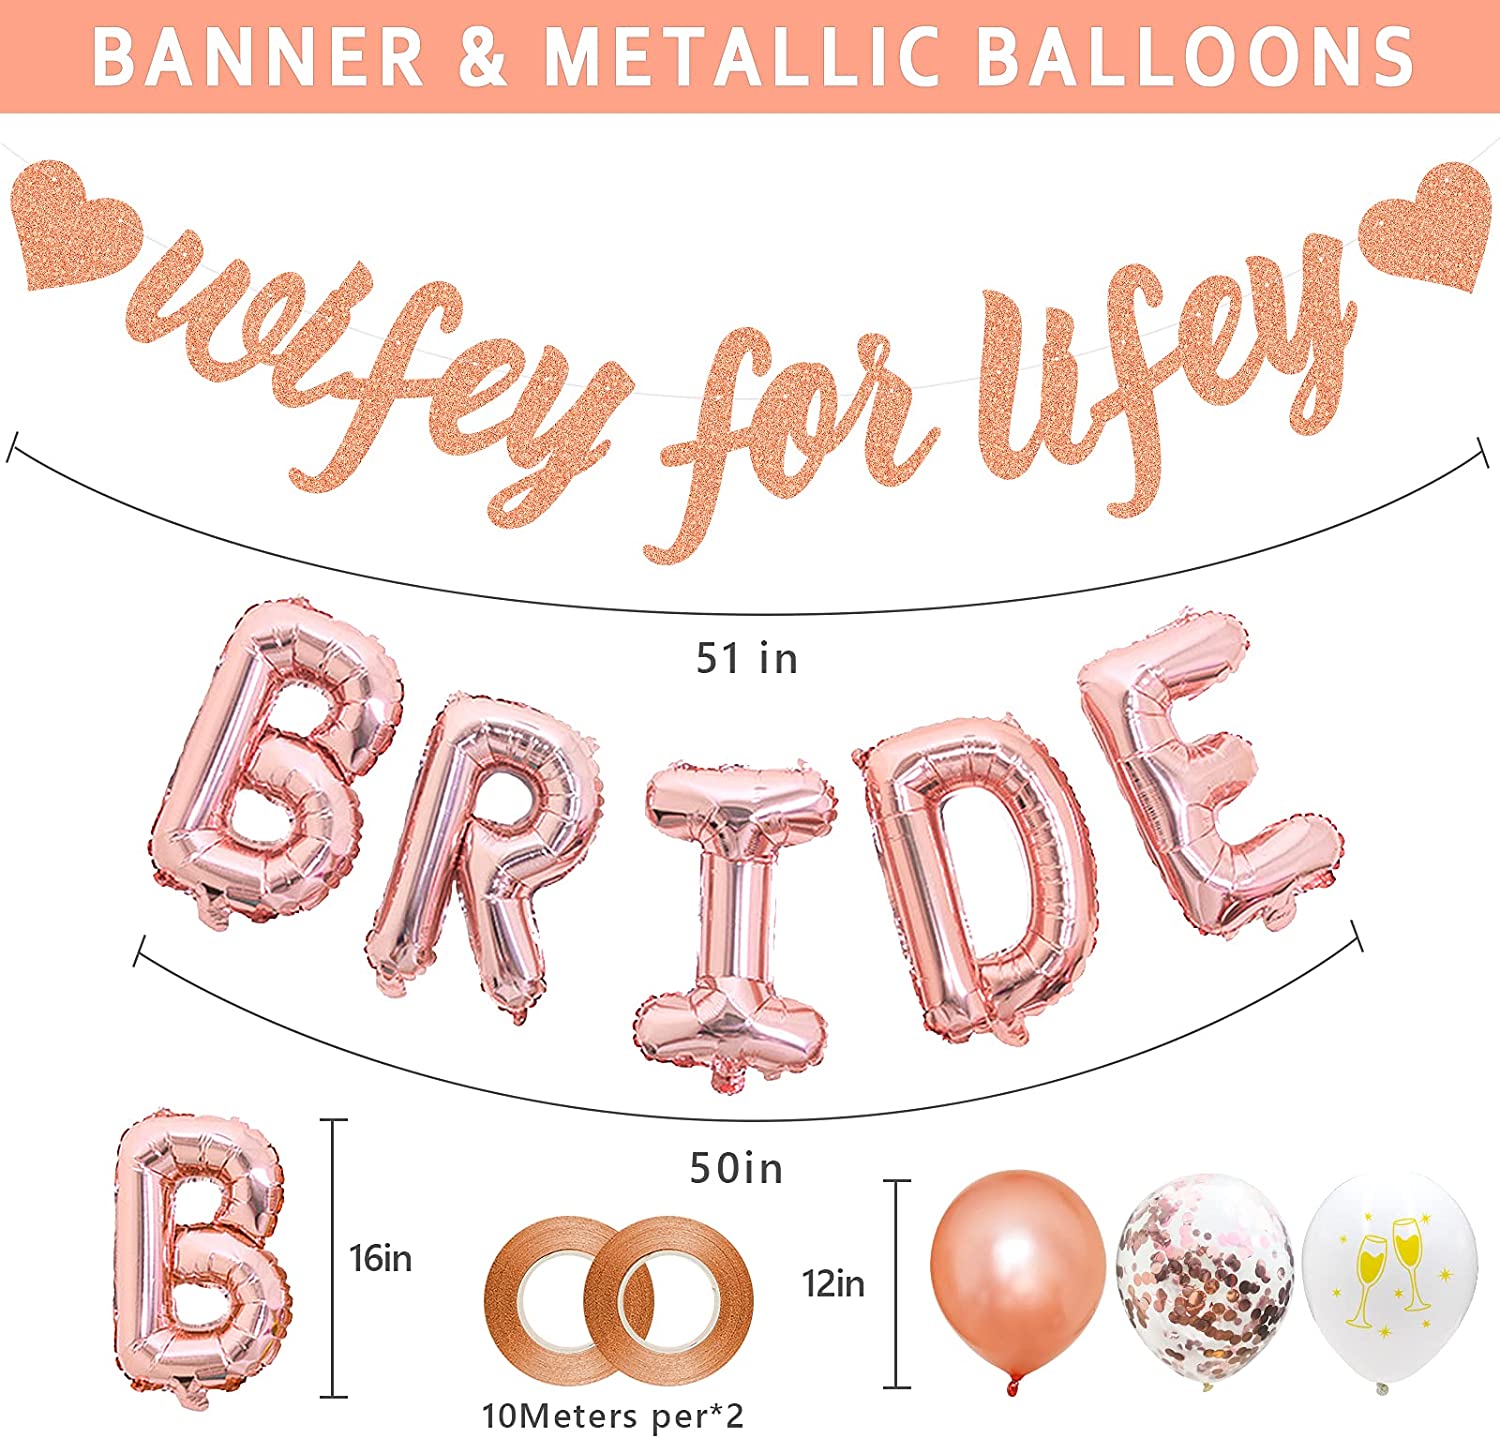 BANNER & METALLIC BALLOONS
wifey for lifey
51 in
BRIDE
50in
B
16in
12in
10Meters per*2